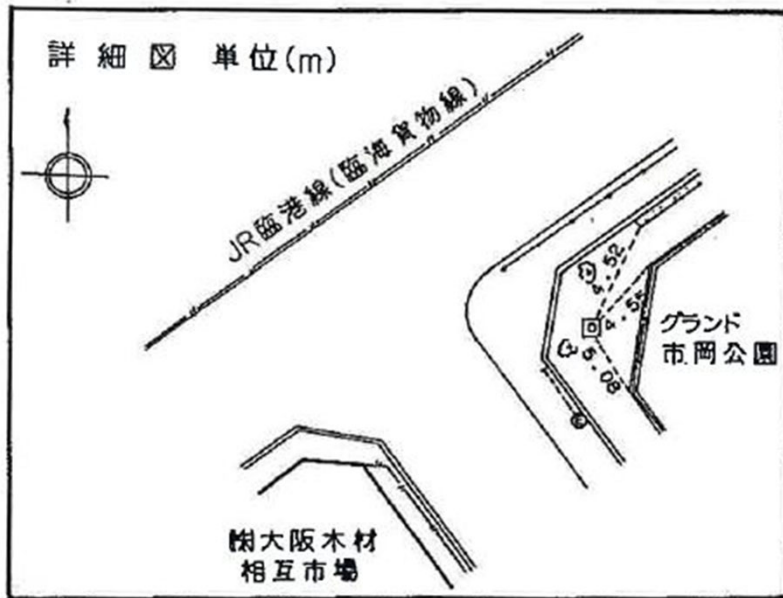 詳細図 単位(m)
JR臨港線(臨海貨物線)
4.52
4.55
5.08
グランド
市岡公園
㈱大阪木材
相互市場